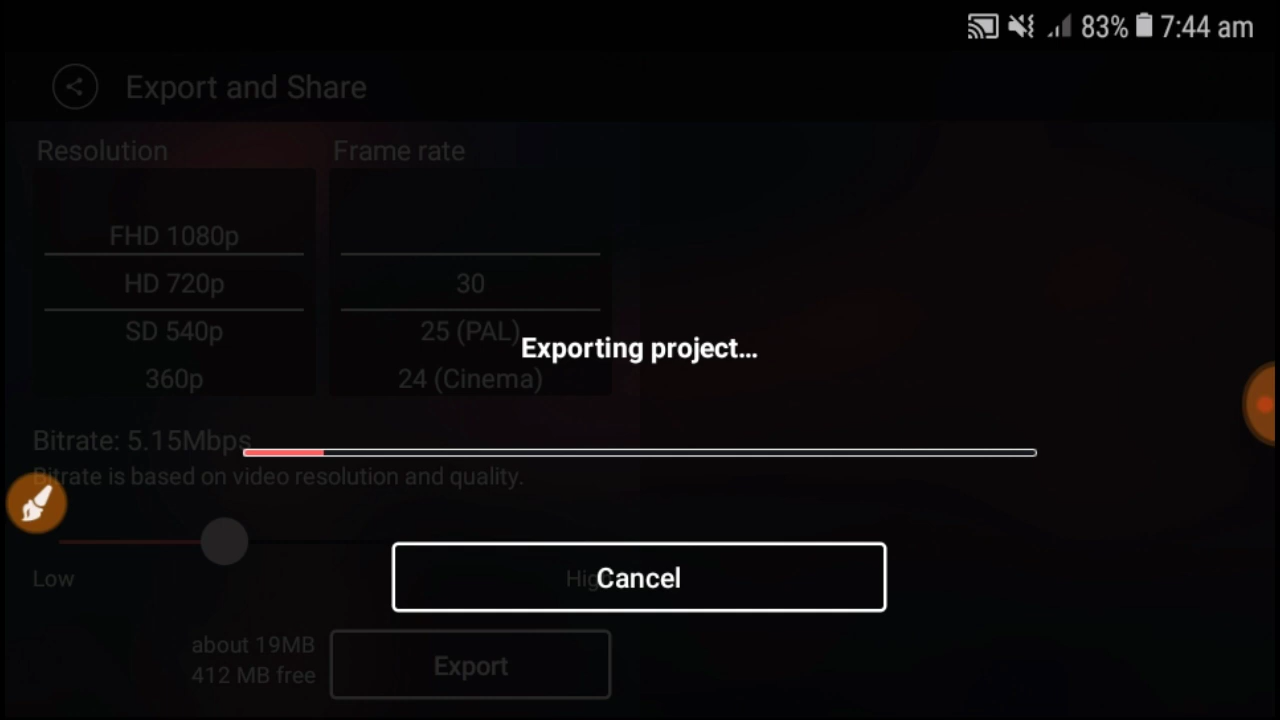 83% 7:44 am
Export and Share
Resolution Frame rate
FHD 1080p
HD 720p 30
SD 540p 25 (PAL)
360p 24 (Cinema)
Exporting project...
Bitrate: 5.15Mbps
Bitrate is based on video resolution and quality.
Low
Cancel
about 19MB
412 MB free
Export